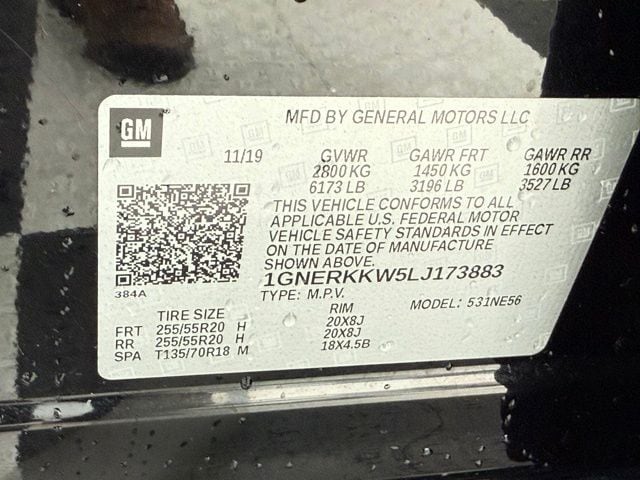 GM
MFD BY GENERAL MOTORS LLC
11/19 GVWR GAWR FRT GAWR RR
2800 KG 1450 KG 1600 KG
6173 LB 3196 LB 3527 LB
THIS VEHICLE CONFORMS TO ALL
APPLICABLE U.S. FEDERAL MOTOR
VEHICLE SAFETY STANDARDS IN EFFECT
ON THE DATE OF MANUFACTURE
SHOWN ABOVE.
384A
1GNERKKW5LJ173883
TYPE: M.P.V. MODEL: 531NE56
TIRE SIZE RIM
FRT 255/55R20 H 20X8J
RR 255/55R20 H 20X8J
SPA T135/70R18 M 18X4.5B